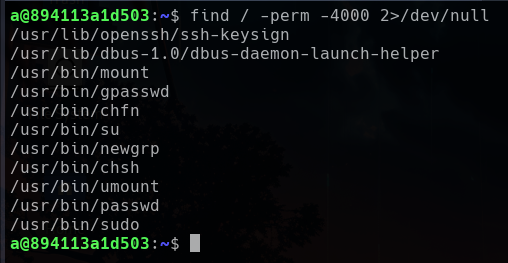 a@894113a1d503:~$ find / -perm -4000 2>/dev/null
/usr/lib/openssh/ssh-keysign
/usr/lib/dbus-1.0/dbus-daemon-launch-helper
/usr/bin/mount
/usr/bin/gpasswd
/usr/bin/chfn
/usr/bin/su
/usr/bin/newgrp
/usr/bin/chsh
/usr/bin/umount
/usr/bin/passwd
/usr/bin/sudo
a@894113a1d503:~$